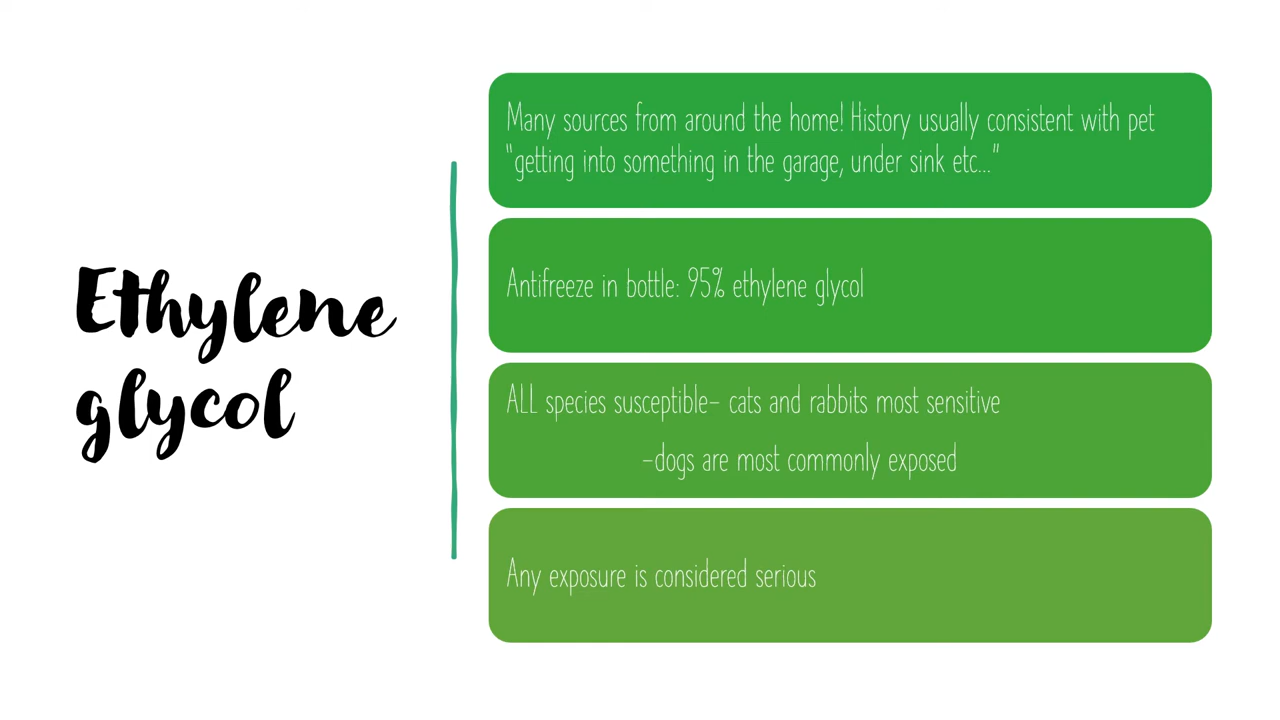 Ethylene
glycol
Many sources from around the home! History usually consistent with pet
"getting into something in the garage, under sink etc..."
Antifreeze in bottle: 95% ethylene glycol
ALL species susceptible- cats and rabbits most sensitive
-dogs are most commonly exposed
Any exposure is considered serious